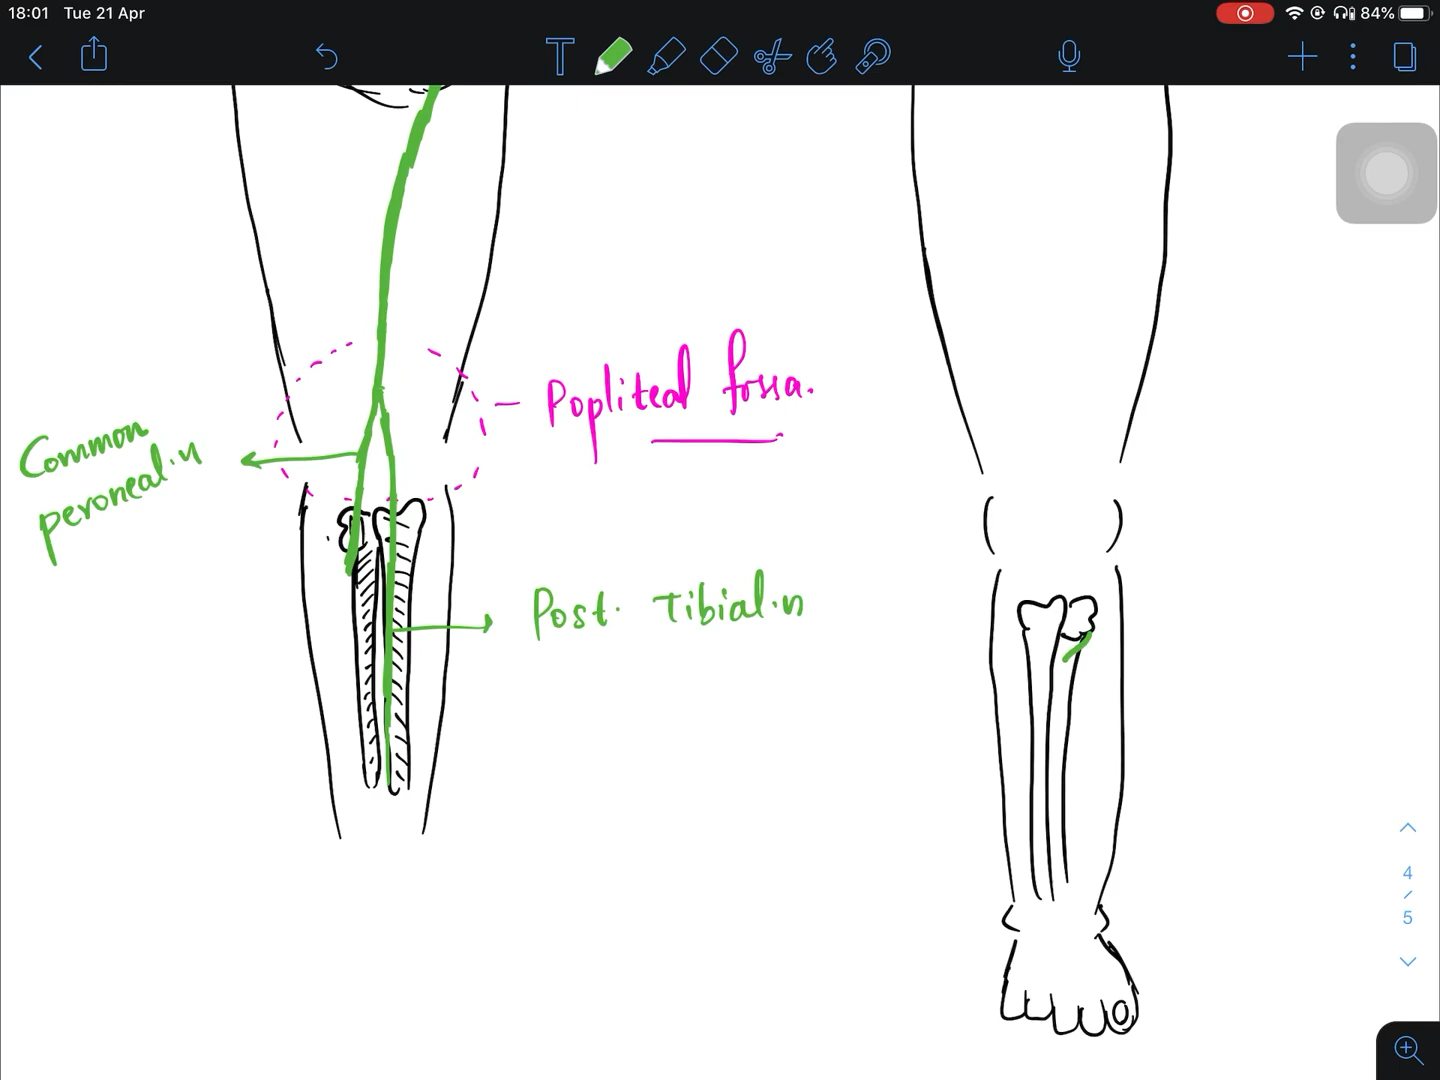 18:01 Tue 21 Apr
84%
T
Popliteal fossa.
Common
peroneal.n
Post. Tibial.n
4
/
5